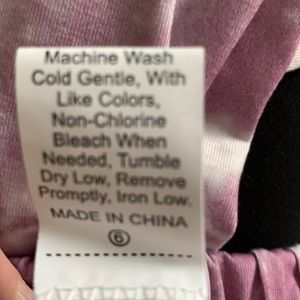 Machine Wash
Cold Gentle, With
Like Colors,
Non-Chlorine
Bleach When
Needed, Tumble
Dry Low, Remove
Promptly, Iron Low.
MADE IN CHINA
⑥